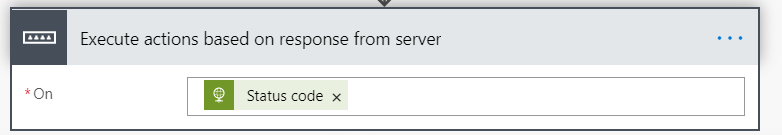 Execute actions based on response from server
* On
Status code ×